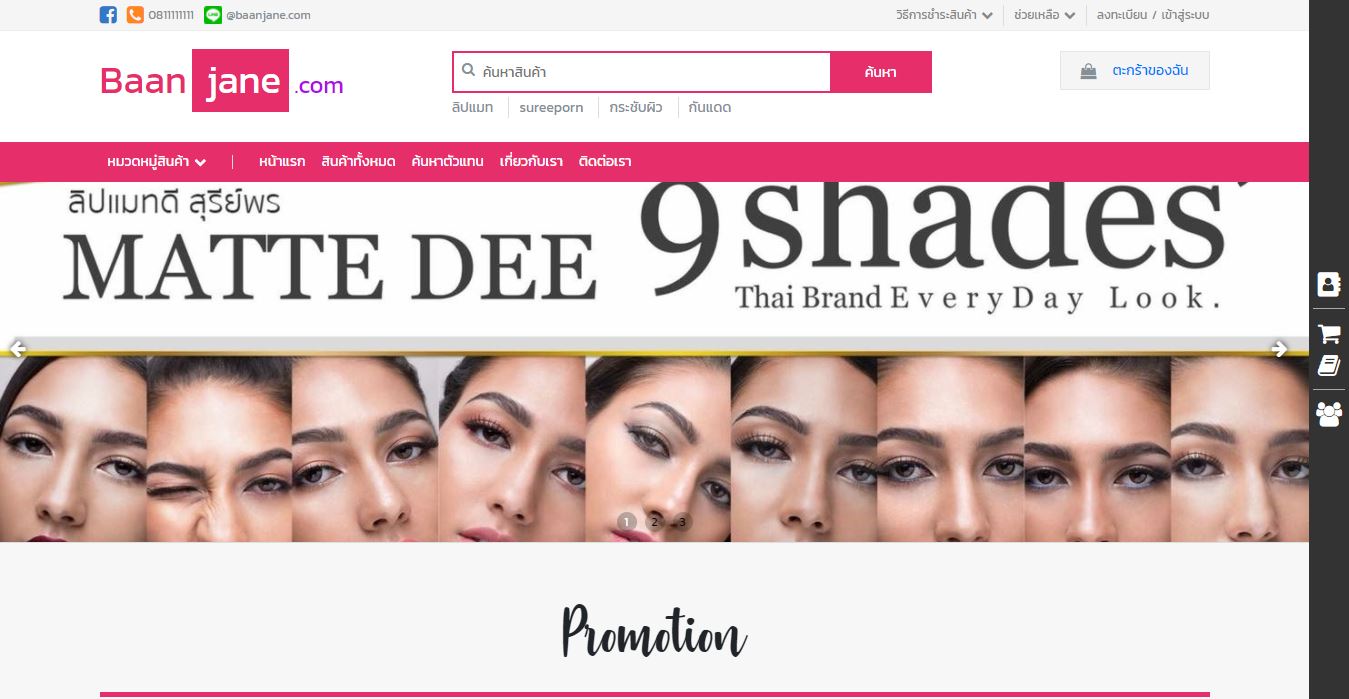 0811111111 @baanjane.com วิธีการชำระสินค้า ช่วยเหลือ ลงทะเบียน / เข้าสู่ระบบ
Baan jane .com
ค้นหาสินค้า ค้นหา
ตะกร้าของฉัน
ลิปแมท sureeporn กระชับผิว กันแดด
หมวดหมู่สินค้า หน้าแรก สินค้าทั้งหมด ค้นหาตัวแทน เกี่ยวกับเรา ติดต่อเรา
ลิปแมทดี สุรีย์พร
MATTE DEE
9 shades
Thai Brand EveryDay Look.
1 2 3
Promotion